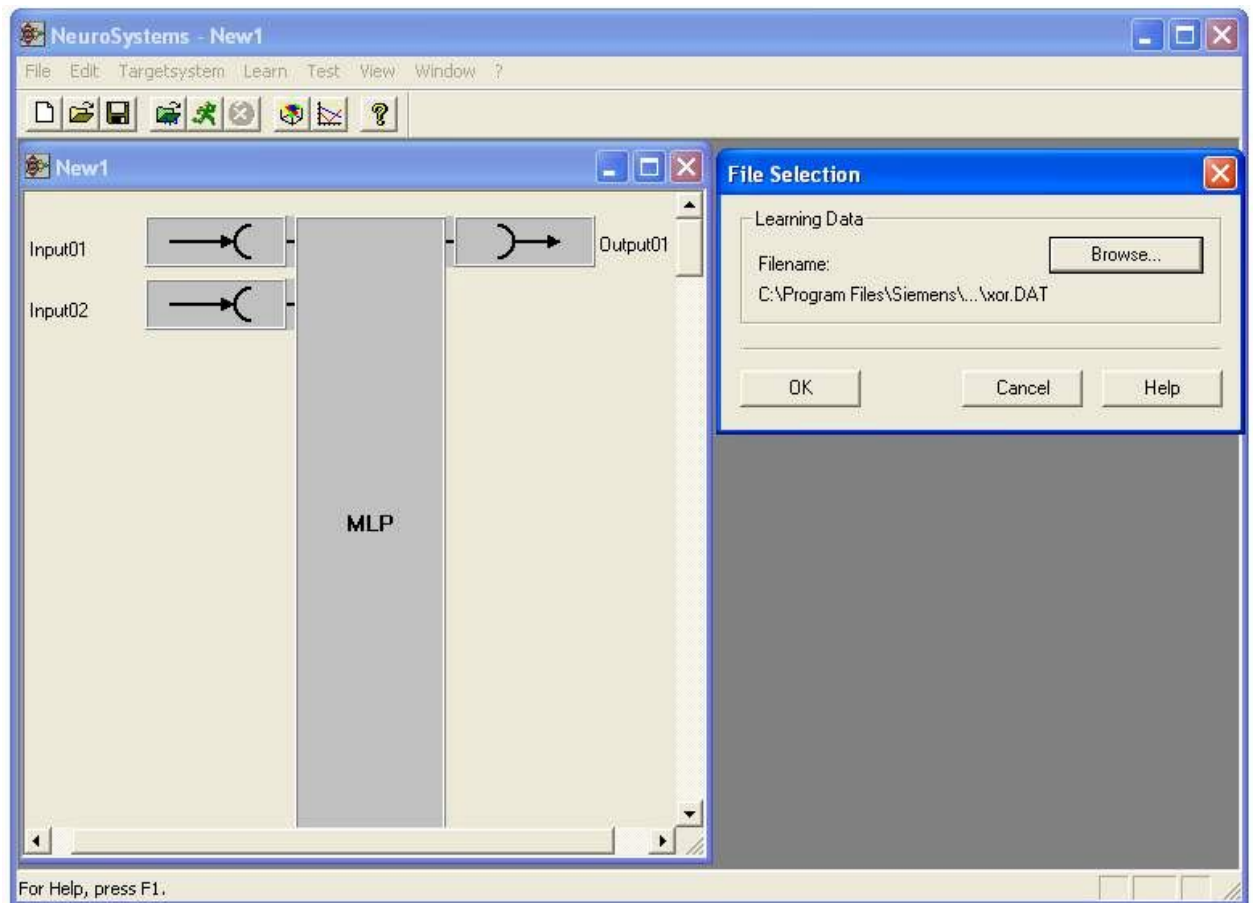 NeuroSystems - New1
File Edit Targetsystem Learn Test View Window ?
New1
Input01
Output01
Input02
MLP
File Selection
Learning Data
Filename:
Browse...
C:\Program Files\Siemens\...\xor.DAT
OK Cancel Help
For Help, press F1.